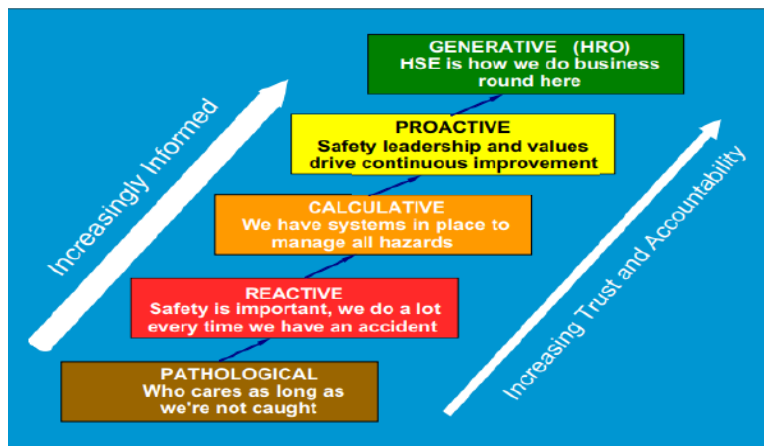 GENERATIVE (HRO)
HSE is how we do business
round here
PROACTIVE
Safety leadership and values
drive continuous improvement
CALCULATIVE
We have systems in place to
manage all hazards
REACTIVE
Safety is important, we do a lot
every time we have an accident
PATHOLOGICAL
Who cares as long as
we're not caught
Increasingly Informed
Increasing Trust and Accountability